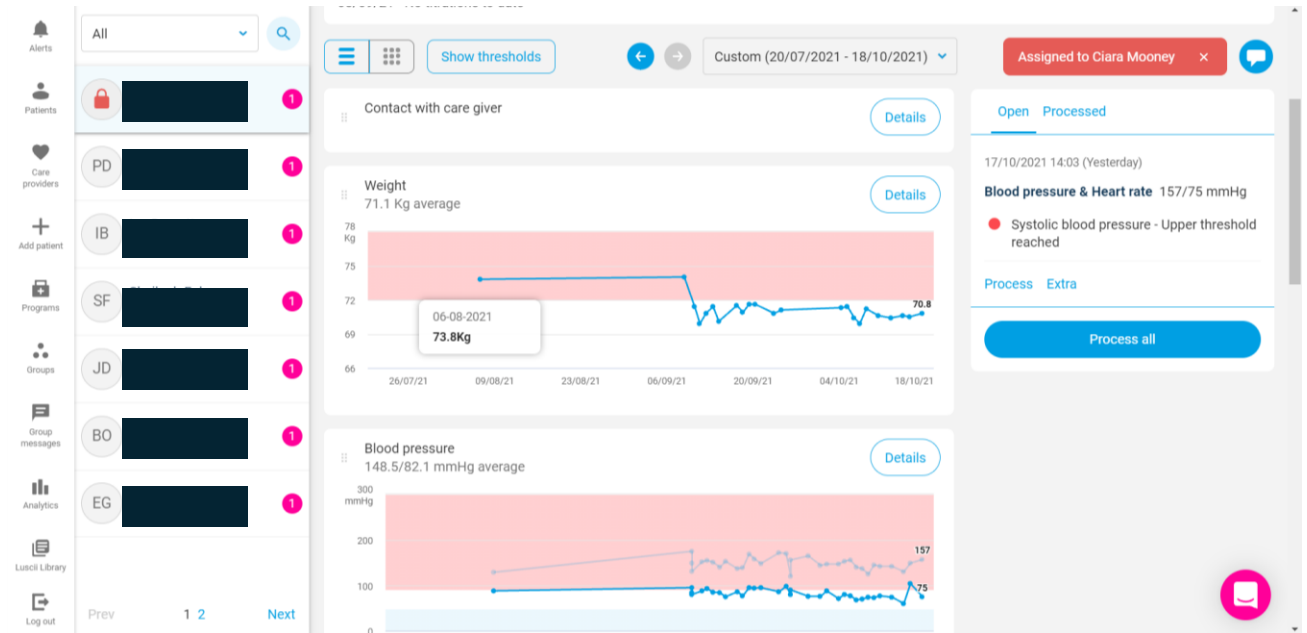 Alerts
Patients
Care
providers
Add patient
Programs
Groups
Group
messages
Analytics
Luscii Library
Log out
All
1
PD
1
IB
1
SF
1
JD
1
BO
1
EG
1
Prev
1 2
Next
Show thresholds
Custom (20/07/2021 - 18/10/2021)
Assigned to Ciara Mooney ×
Contact with care giver
Details
Weight
71.1 Kg average
Details
78
Kg
75
72
69
66
70.8
06-08-2021
73.8Kg
26/07/21 09/08/21 23/08/21 06/09/21 20/09/21 04/10/21 18/10/21
Blood pressure
148.5/82.1 mmHg average
Details
300
mmHg
200
100
0
157
75
Open Processed
17/10/2021 14:03 (Yesterday)
Blood pressure & Heart rate 157/75 mmHg
Systolic blood pressure - Upper threshold
reached
Process Extra
Process all